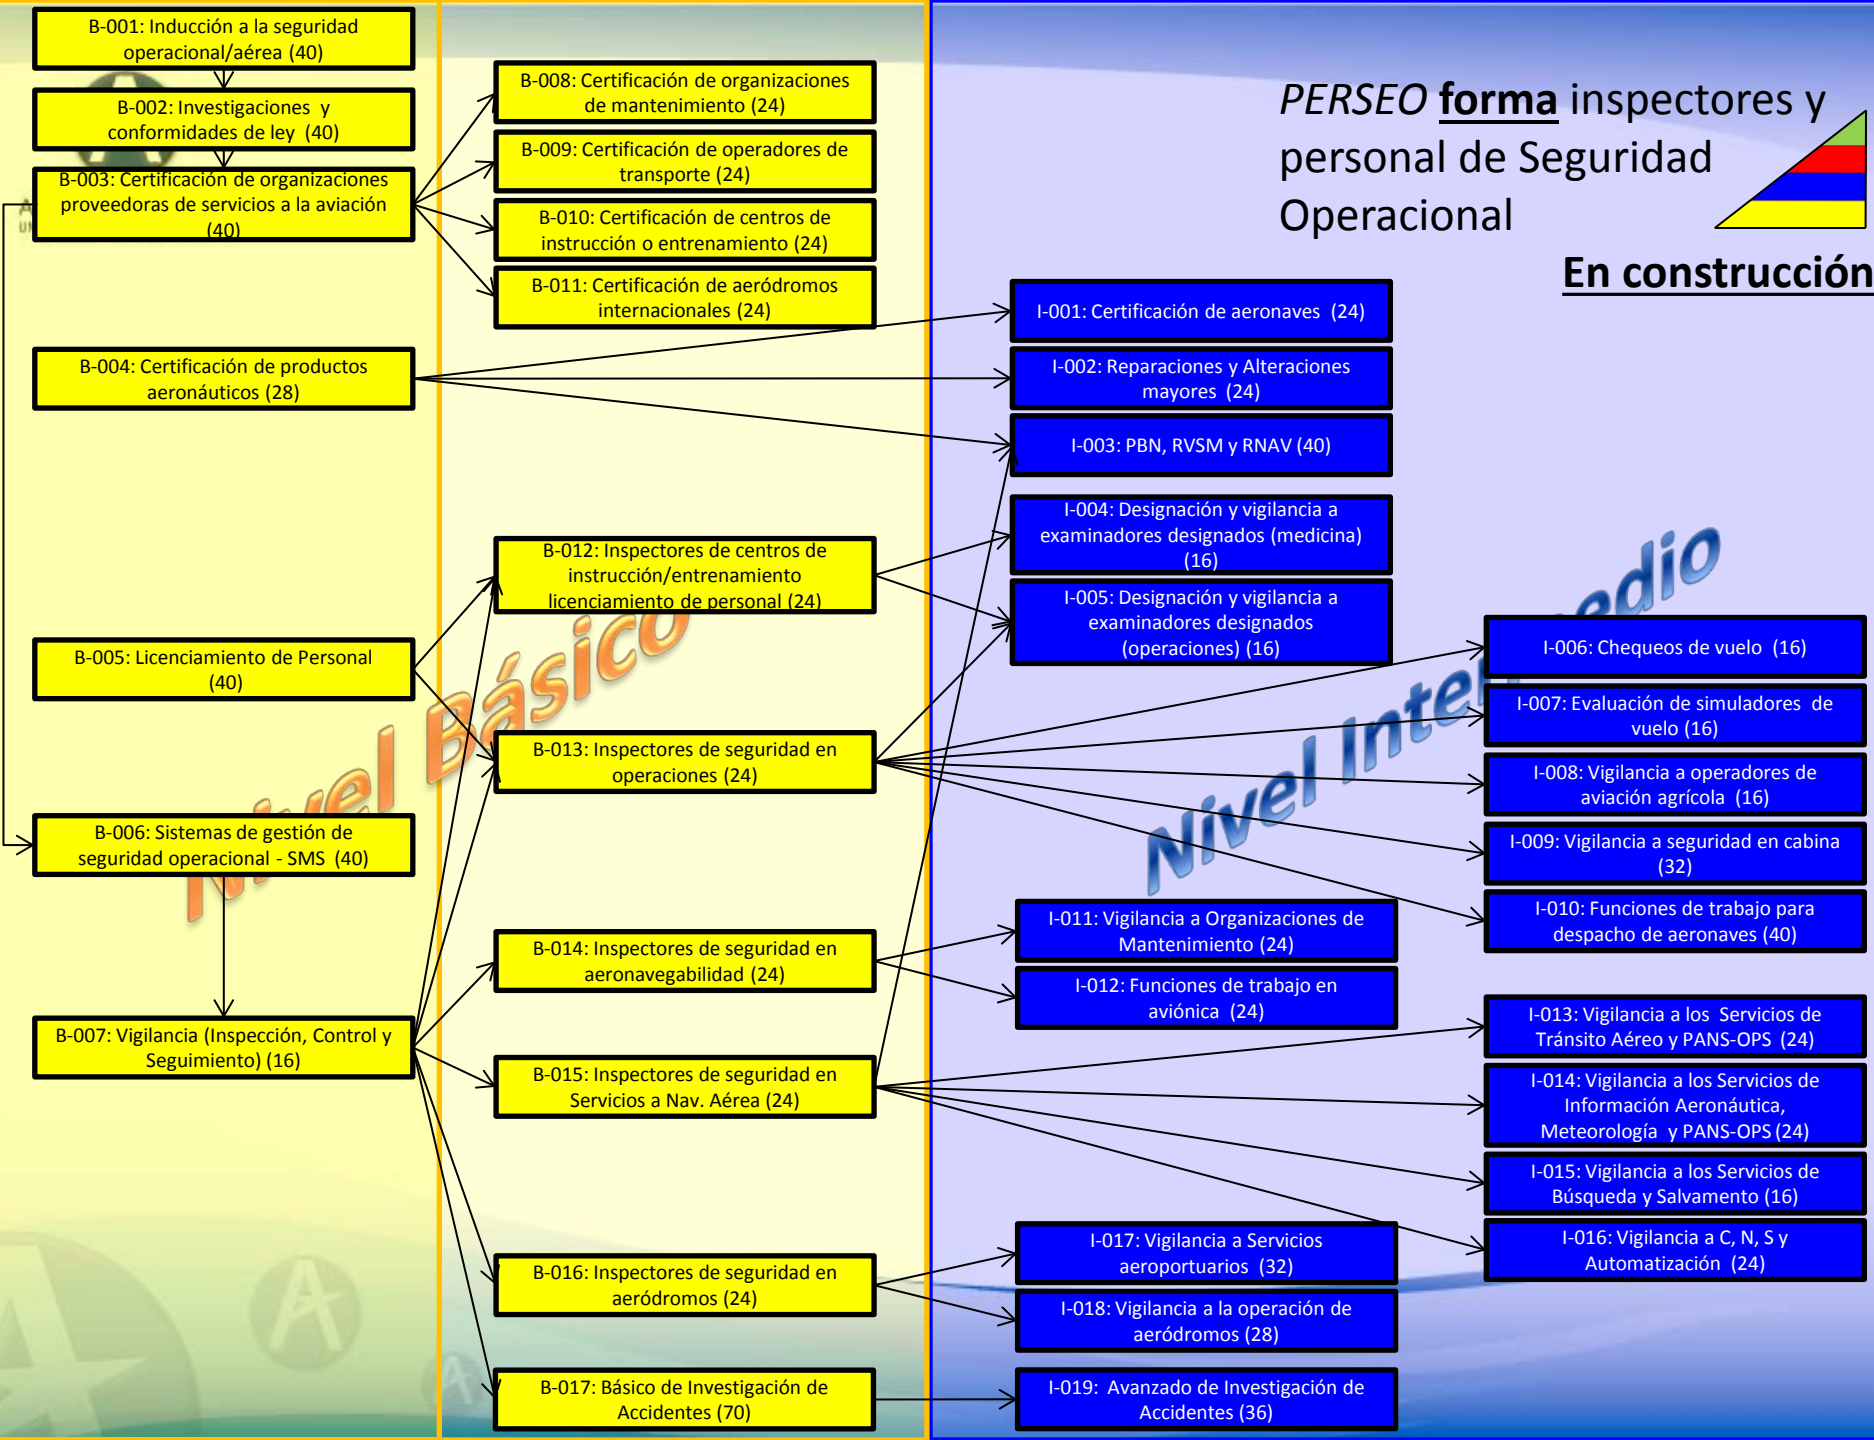 B-001: Inducción a la seguridad
operacional/aérea (40)
B-002: Investigaciones y
conformidades de ley (40)
B-003: Certificación de organizaciones
proveedoras de servicios a la aviación
(40)
B-004: Certificación de productos
aeronáuticos (28)
B-005: Licenciamiento de Personal
(40)
B-006: Sistemas de gestión de
seguridad operacional - SMS (40)
B-007: Vigilancia (Inspección, Control y
Seguimiento) (16)
Nivel Básico
B-008: Certificación de organizaciones
de mantenimiento (24)
B-009: Certificación de operadores de
transporte (24)
B-010: Certificación de centros de
instrucción o entrenamiento (24)
B-011: Certificación de aeródromos
internacionales (24)
B-012: Inspectores de centros de
instrucción/entrenamiento
licenciamiento de personal (24)
B-013: Inspectores de seguridad en
operaciones (24)
B-014: Inspectores de seguridad en
aeronavegabilidad (24)
B-015: Inspectores de seguridad en
Servicios a Nav. Aérea (24)
B-016: Inspectores de seguridad en
aeródromos (24)
B-017: Básico de Investigación de
Accidentes (70)
PERSEO forma inspectores y
personal de Seguridad
Operacional
En construcción
I-001: Certificación de aeronaves (24)
I-002: Reparaciones y Alteraciones
mayores (24)
I-003: PBN, RVSM y RNAV (40)
I-004: Designación y vigilancia a
examinadores designados (medicina)
(16)
I-005: Designación y vigilancia a
examinadores designados
(operaciones) (16)
Nivel Intermedio
I-006: Chequeos de vuelo (16)
I-007: Evaluación de simuladores de
vuelo (16)
I-008: Vigilancia a operadores de
aviación agrícola (16)
I-009: Vigilancia a seguridad en cabina
(32)
I-010: Funciones de trabajo para
despacho de aeronaves (40)
I-011: Vigilancia a Organizaciones de
Mantenimiento (24)
I-012: Funciones de trabajo en
aviónica (24)
I-013: Vigilancia a los Servicios de
Tránsito Aéreo y PANS-OPS (24)
I-014: Vigilancia a los Servicios de
Información Aeronáutica,
Meteorología y PANS-OPS (24)
I-015: Vigilancia a los Servicios de
Búsqueda y Salvamento (16)
I-016: Vigilancia a C, N, S y
Automatización (24)
I-017: Vigilancia a Servicios
aeroportuarios (32)
I-018: Vigilancia a la operación de
aeródromos (28)
I-019: Avanzado de Investigación de
Accidentes (36)